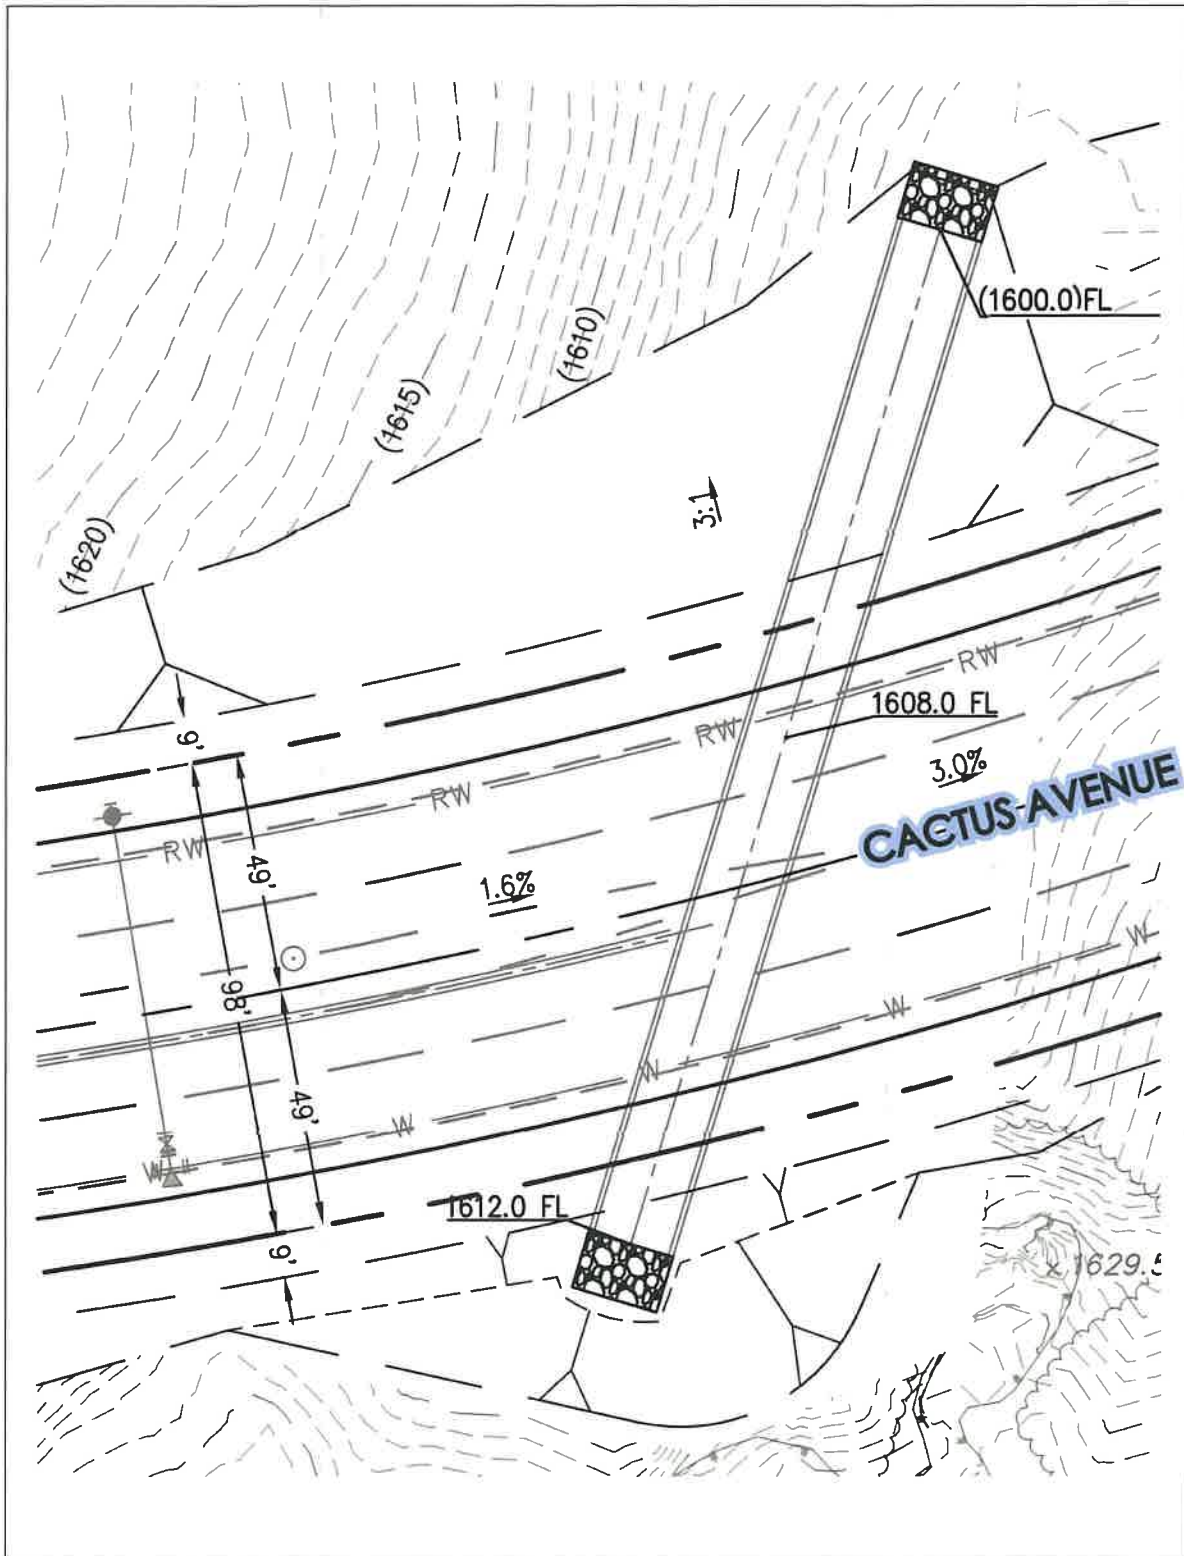 (1600.0)FL
(1610)
(1615)
3:1
(1620)
RW
1608.0 FL
RW
9'
3.0%
RW
CACTUS AVENUE
RW
49'
1.6%
W
98'
W
W
49'
W
W
1612.0 FL
9'
x 1629.5